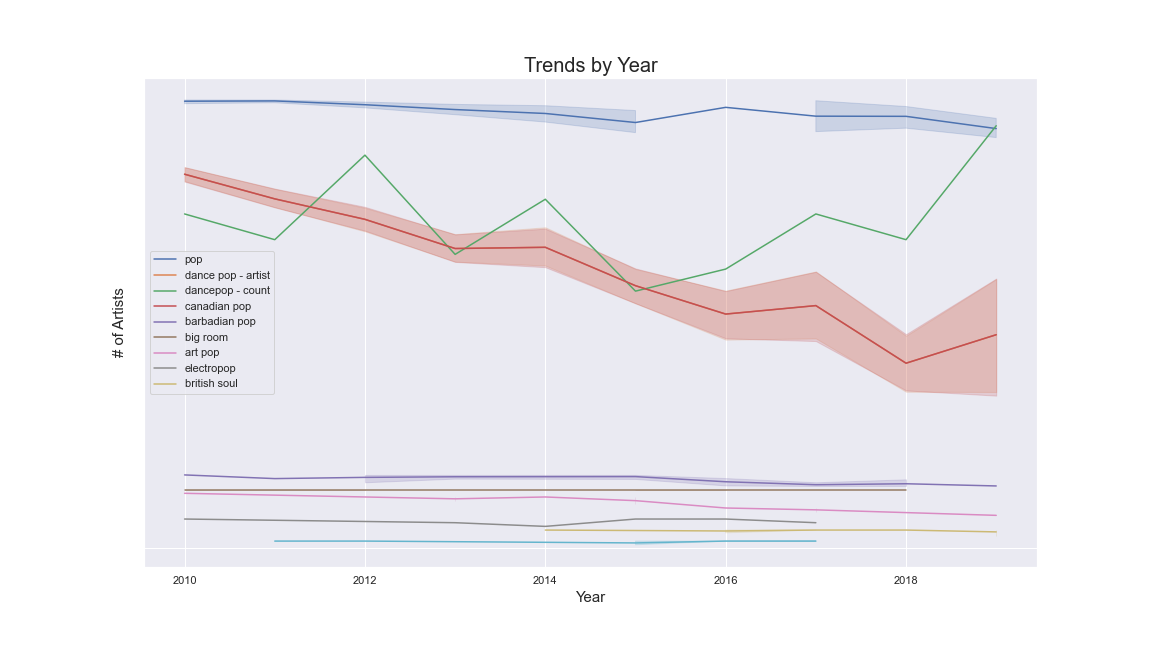 Trends by Year
# of Artists
pop
dance pop - artist
dancepop - count
canadian pop
barbadian pop
big room
art pop
electropop
british soul
2010
2012
2014
2016
2018
Year